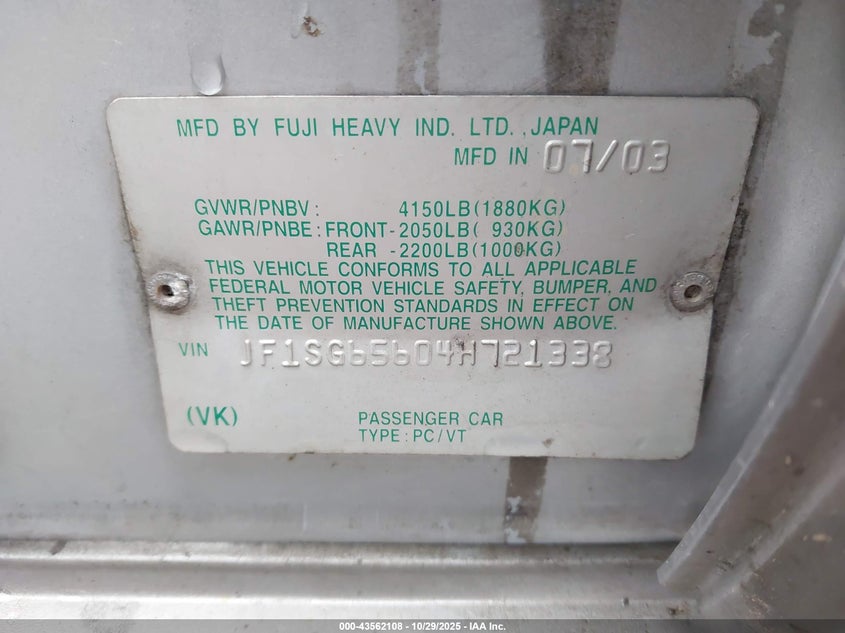 MFD BY FUJI HEAVY IND. LTD., JAPAN
MFD IN 07/03
GVWR/PNBV: 4150LB(1880KG)
GAWR/PNBE: FRONT-2050LB( 930KG)
REAR -2200LB(1000KG)
THIS VEHICLE CONFORMS TO ALL APPLICABLE
FEDERAL MOTOR VEHICLE SAFETY, BUMPER, AND
THEFT PREVENTION STANDARDS IN EFFECT ON
THE DATE OF MANUFACTURE SHOWN ABOVE.
VIN JF1SG65604H721338
(VK) PASSENGER CAR
TYPE: PC/VT
000-43562108 - 10/29/2025 - IAA Inc.